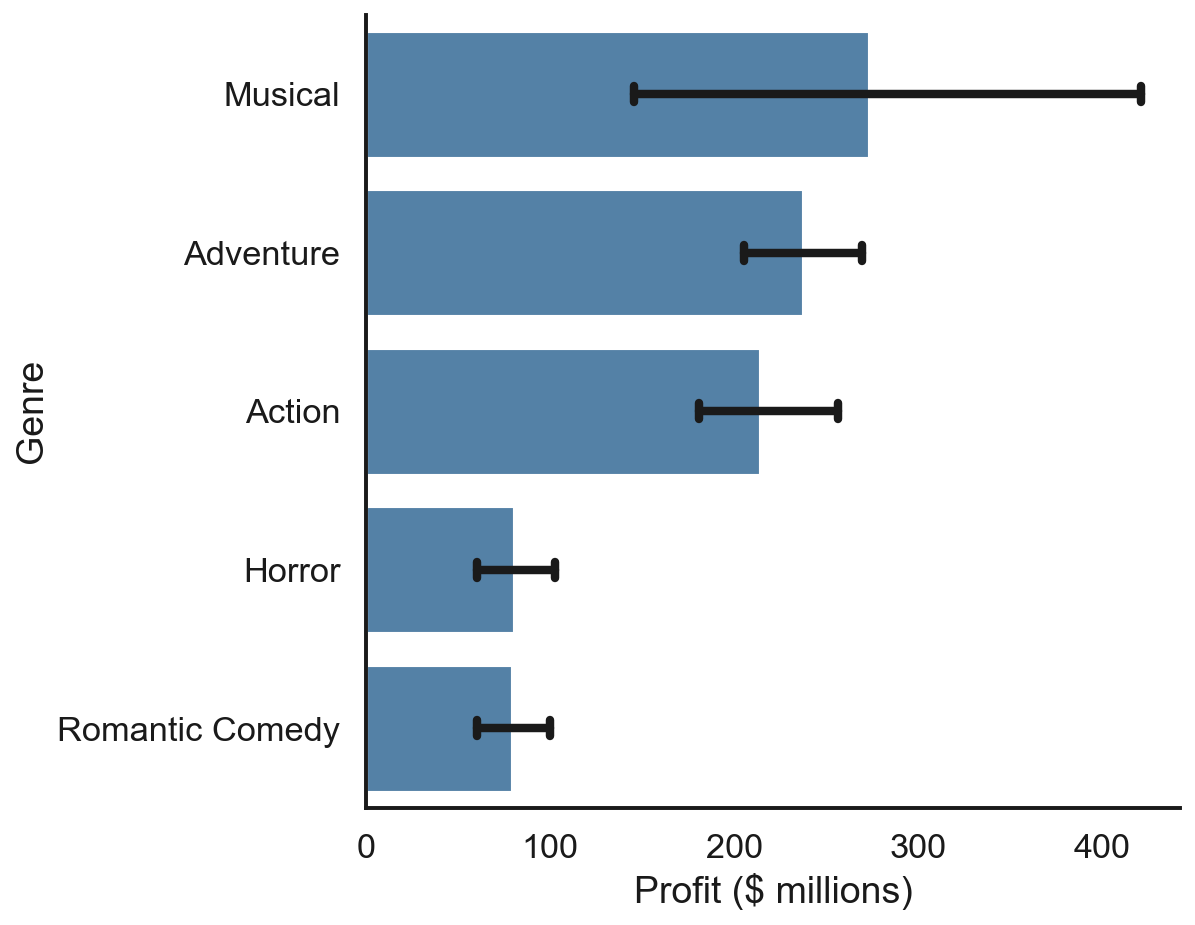 Genre
Musical
Adventure
Action
Horror
Romantic Comedy
0 100 200 300 400
Profit ($ millions)